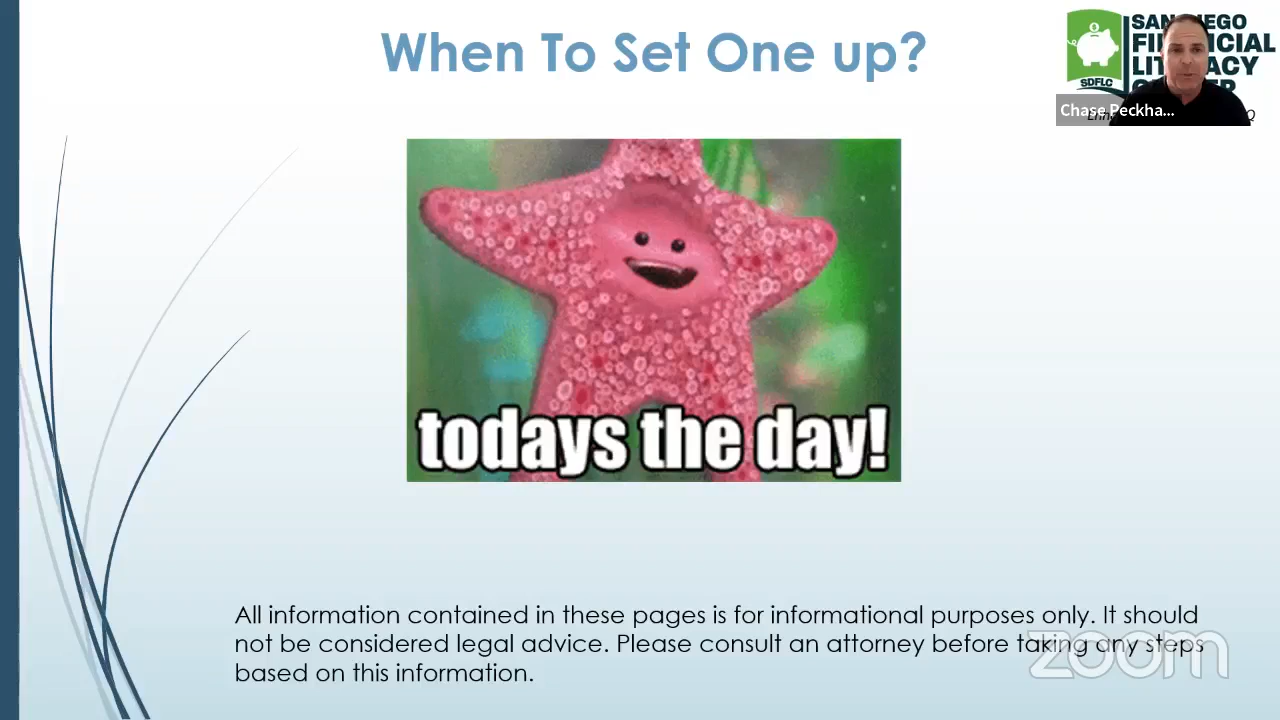 When To Set One up?
SAN DIEGO
FINANCIAL
LITERACY
SDFLC
Chase Peckha...
todays the day!
All information contained in these pages is for informational purposes only. It should
not be considered legal advice. Please consult an attorney before taking any steps
based on this information.
zoom